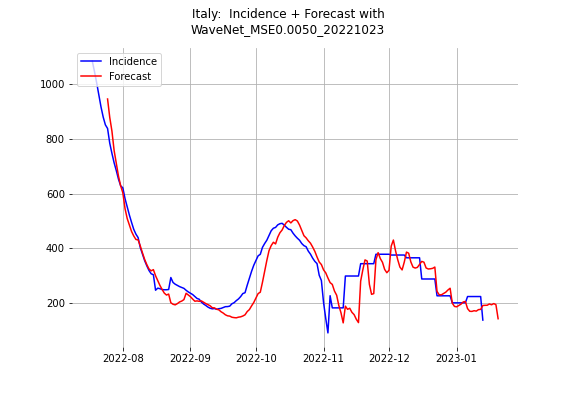 Italy:  Incidence + Forecast with
WaveNet_MSE0.0050_20221023
Incidence
Forecast
1000
800
600
400
200
2022-08 2022-09 2022-10 2022-11 2022-12 2023-01